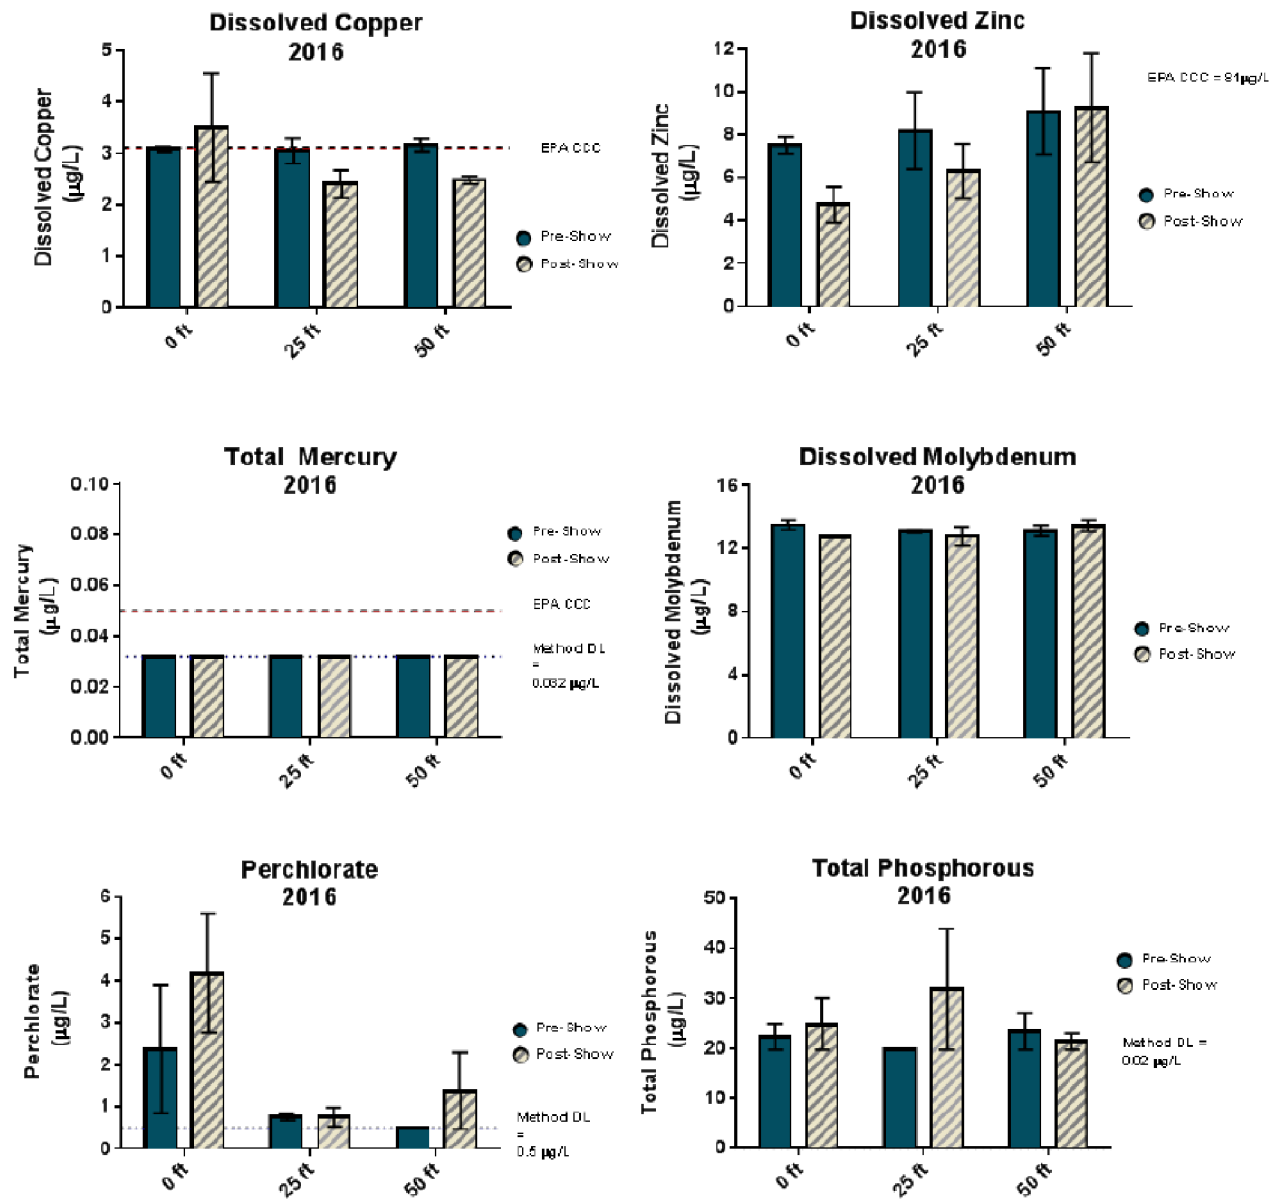 Dissolved Copper
2016
Dissolved Copper
(µg/L)
5
4
3
2
1
0
0 ft
25 ft
50 ft
EPA CCC
Pre-Show
Post-Show
Dissolved Zinc
2016
Dissolved Zinc
(µg/L)
12
10
8
6
4
2
0
0 ft
25 ft
50 ft
EPA CCC = 81µg/L
Pre-Show
Post-Show
Total Mercury
2016
Total Mercury
(µg/L)
0.10
0.08
0.06
0.04
0.02
0.00
0 ft
25 ft
50 ft
Pre-Show
Post-Show
EPA CCC
Method DL
=
0.032 µg/L
Dissolved Molybdenum
2016
Dissolved Molybdenum
(µg/L)
16
12
8
4
0
0 ft
25 ft
50 ft
Pre-Show
Post-Show
Perchlorate
2016
Perchlorate
(µg/L)
6
5
4
3
2
1
0
0 ft
25 ft
50 ft
Pre-Show
Post-Show
Method DL
=
0.5 µg/L
Total Phosphorous
2016
Total Phosphorous
(µg/L)
50
40
30
20
10
0
0 ft
25 ft
50 ft
Pre-Show
Post-Show
Method DL =
0.02 µg/L